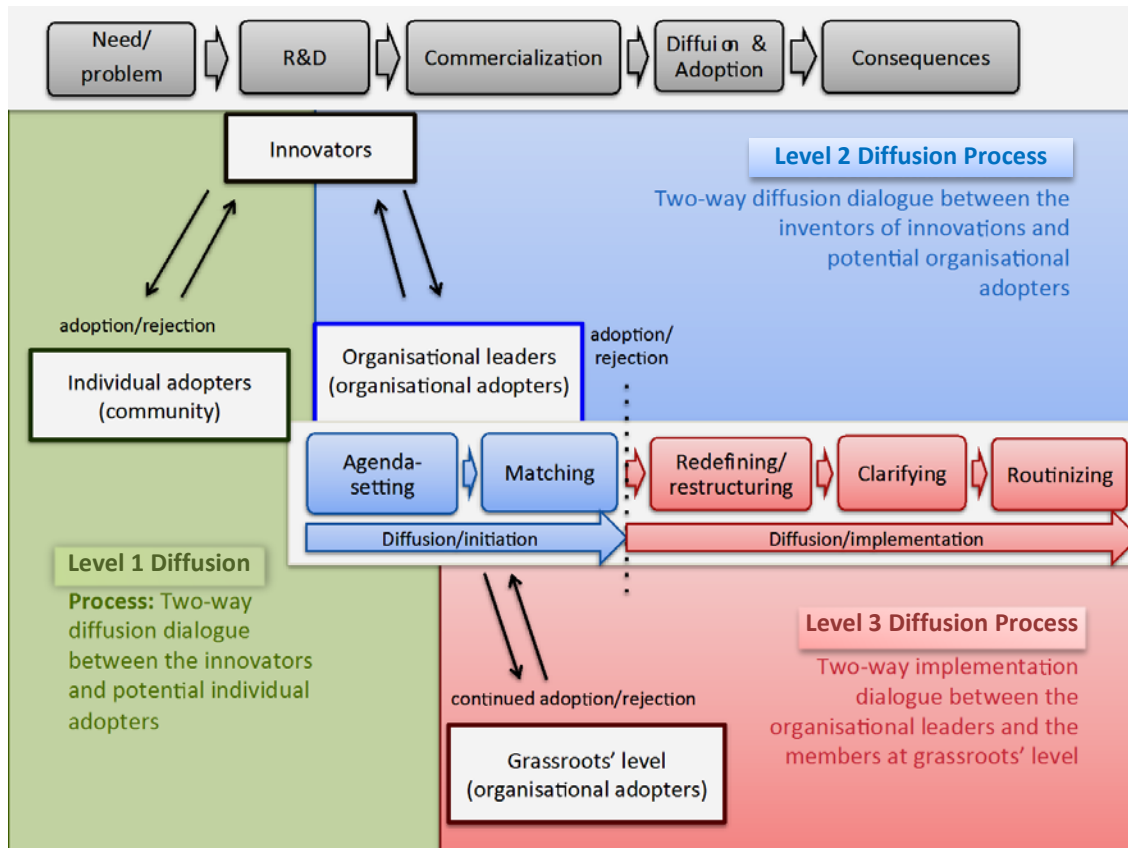 Need/
problem
R&D
Commercialization
Diffuion &
Adoption
Consequences
Innovators
Level 2 Diffusion Process
Two-way diffusion dialogue between the
inventors of innovations and
potential organisational
adopters
adoption/rejection
Individual adopters
(community)
Organisational leaders
(organisational adopters)
adoption/
rejection
Agenda-
setting
Matching
Redefining/
restructuring
Clarifying
Routinizing
Diffusion/initiation
Diffusion/implementation
Level 1 Diffusion
Process: Two-way
diffusion dialogue
between the innovators
and potential individual
adopters
Level 3 Diffusion Process
Two-way implementation
dialogue between the
organisational leaders and the
members at grassroots’ level
continued adoption/rejection
Grassroots’ level
(organisational adopters)